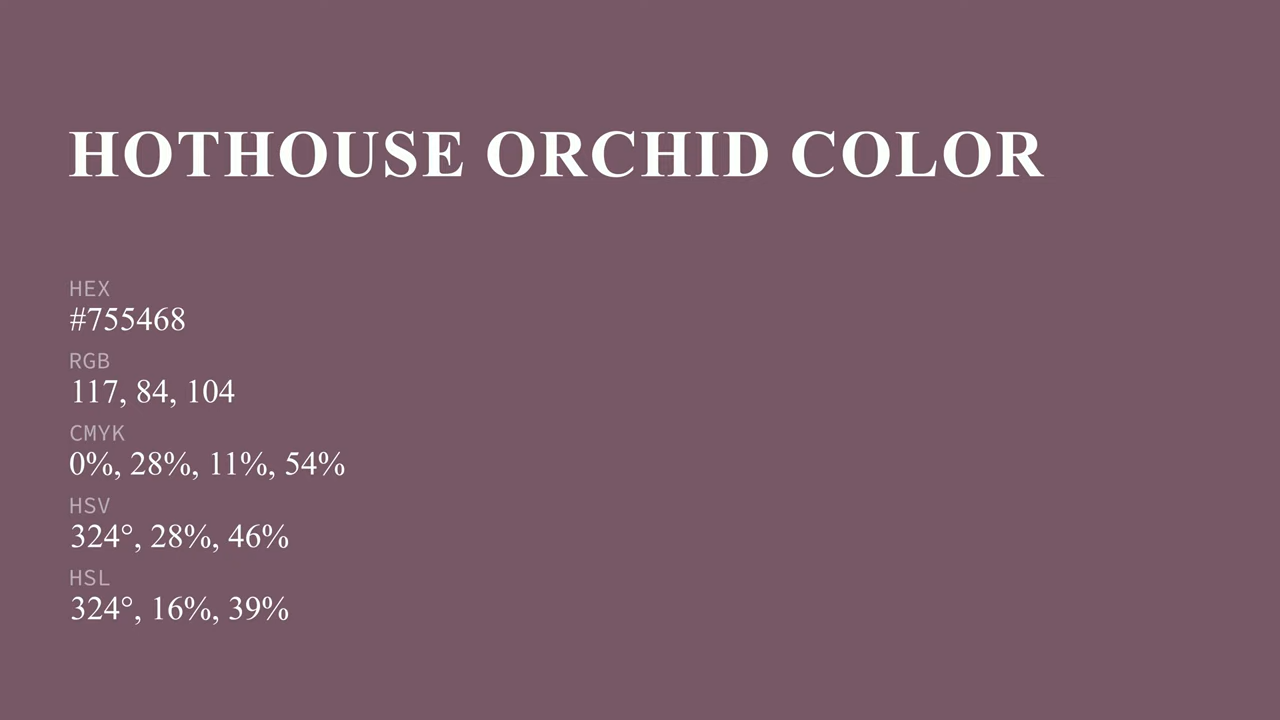 HOTHOUSE ORCHID COLOR
HEX
#755468
RGB
117, 84, 104
CMYK
0%, 28%, 11%, 54%
HSV
324°, 28%, 46%
HSL
324°, 16%, 39%